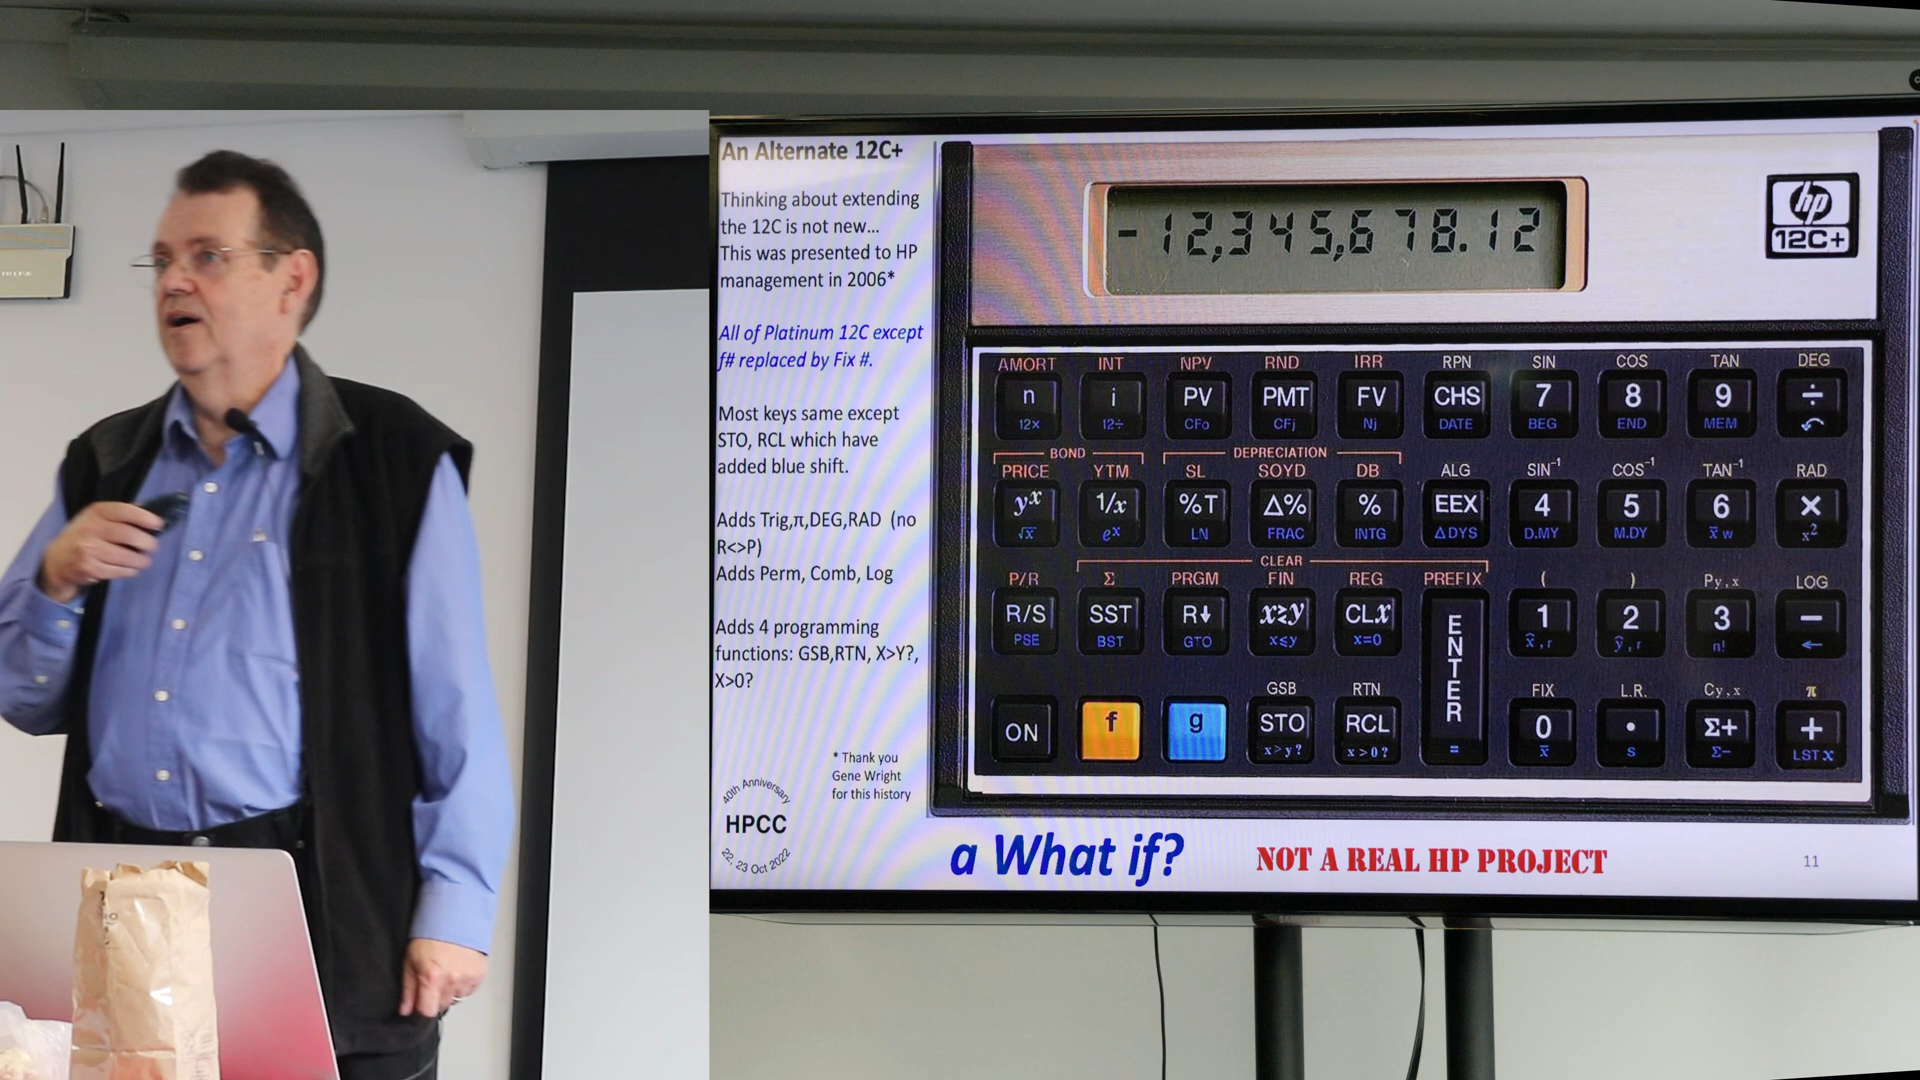 An Alternate 12C+
Thinking about extending
the 12C is not new...
This was presented to HP
management in 2006*
All of Platinum 12C except
f# replaced by Fix #.
Most keys same except
STO, RCL which have
added blue shift.
Adds Trig,π,DEG,RAD (no
R<>P)
Adds Perm, Comb, Log
Adds 4 programming
functions: GSB,RTN, X>Y?,
X>0?
* Thank you
Gene Wright
for this history
40th Anniversary
HPCC
22, 23 Oct 2022
-12,345,678.12
hp
12C+
AMORT INT NPV RND IRR RPN SIN COS TAN DEG
n i PV PMT FV CHS 7 8 9 ÷
12× 12÷ CFo CFj Nj DATE BEG END MEM
BOND DEPRECIATION
PRICE YTM SL SOYD DB ALG SIN⁻¹ COS⁻¹ TAN⁻¹ RAD
yˣ 1/x %T Δ% % EEX 4 5 6 ×
√x eˣ LN FRAC INTG ΔDYS D.MY M.DY x̄w x²
CLEAR
P/R Σ PRGM FIN REG PREFIX ( ) Py,x LOG
R/S SST R↓ x≷y CLx ENTER 1 2 3 −
PSE BST GTO x≤y x=0 x̂,r ŷ,r n! ←
GSB RTN FIX L.R. Cy,x π
ON f g STO RCL 0 • Σ+ +
x>y? x>0? = x̄ s Σ− LSTx
a What if?
NOT A REAL HP PROJECT
11